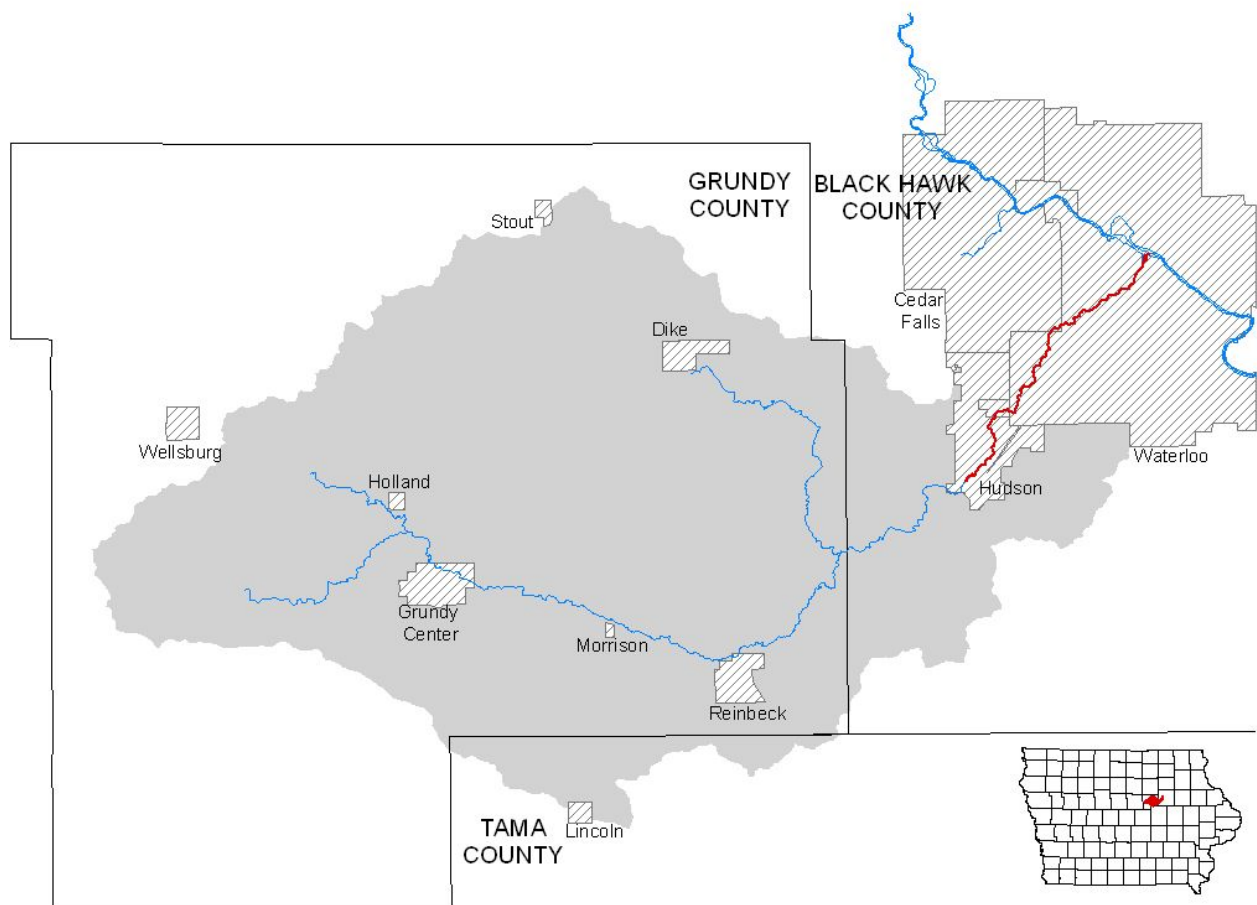 GRUNDY
COUNTY
BLACK HAWK
COUNTY
Stout
Cedar
Falls
Dike
Wellsburg
Waterloo
Holland
Hudson
Grundy
Center
Morrison
Reinbeck
TAMA
COUNTY
Lincoln